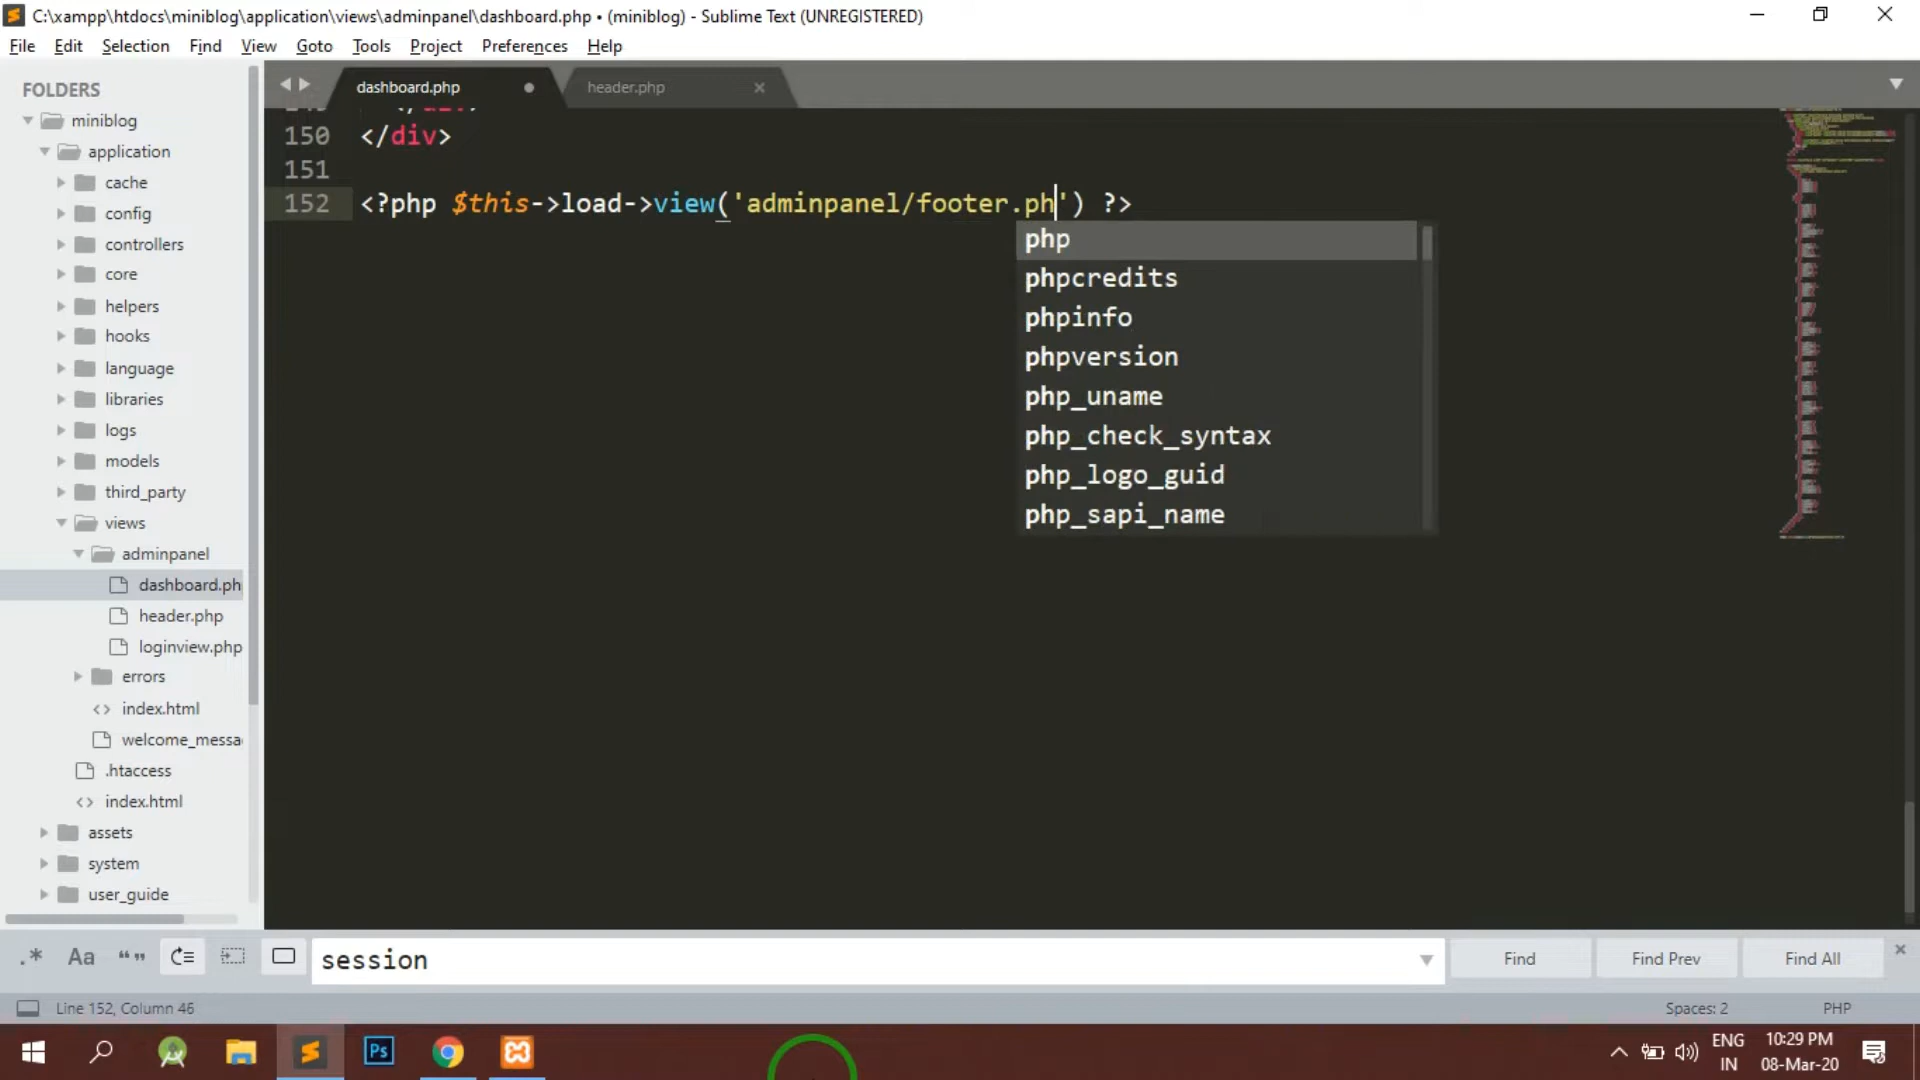 C:\xampp\htdocs\miniblog\application\views\adminpanel\dashboard.php • (miniblog) - Sublime Text (UNREGISTERED)
File Edit Selection Find View Goto Tools Project Preferences Help
FOLDERS
miniblog
application
cache
config
controllers
core
helpers
hooks
language
libraries
logs
models
third_party
views
adminpanel
dashboard.ph
header.php
loginview.php
errors
index.html
welcome_messa
.htaccess
index.html
assets
system
user_guide
dashboard.php
header.php
150 </div>
151
152 <?php $this->load->view('adminpanel/footer.ph') ?>
php
phpcredits
phpinfo
phpversion
php_uname
php_check_syntax
php_logo_guid
php_sapi_name
.* Aa “” session Find Find Prev Find All
Line 152, Column 46 Spaces: 2 PHP
Ps
ENG
IN
10:29 PM
08-Mar-20